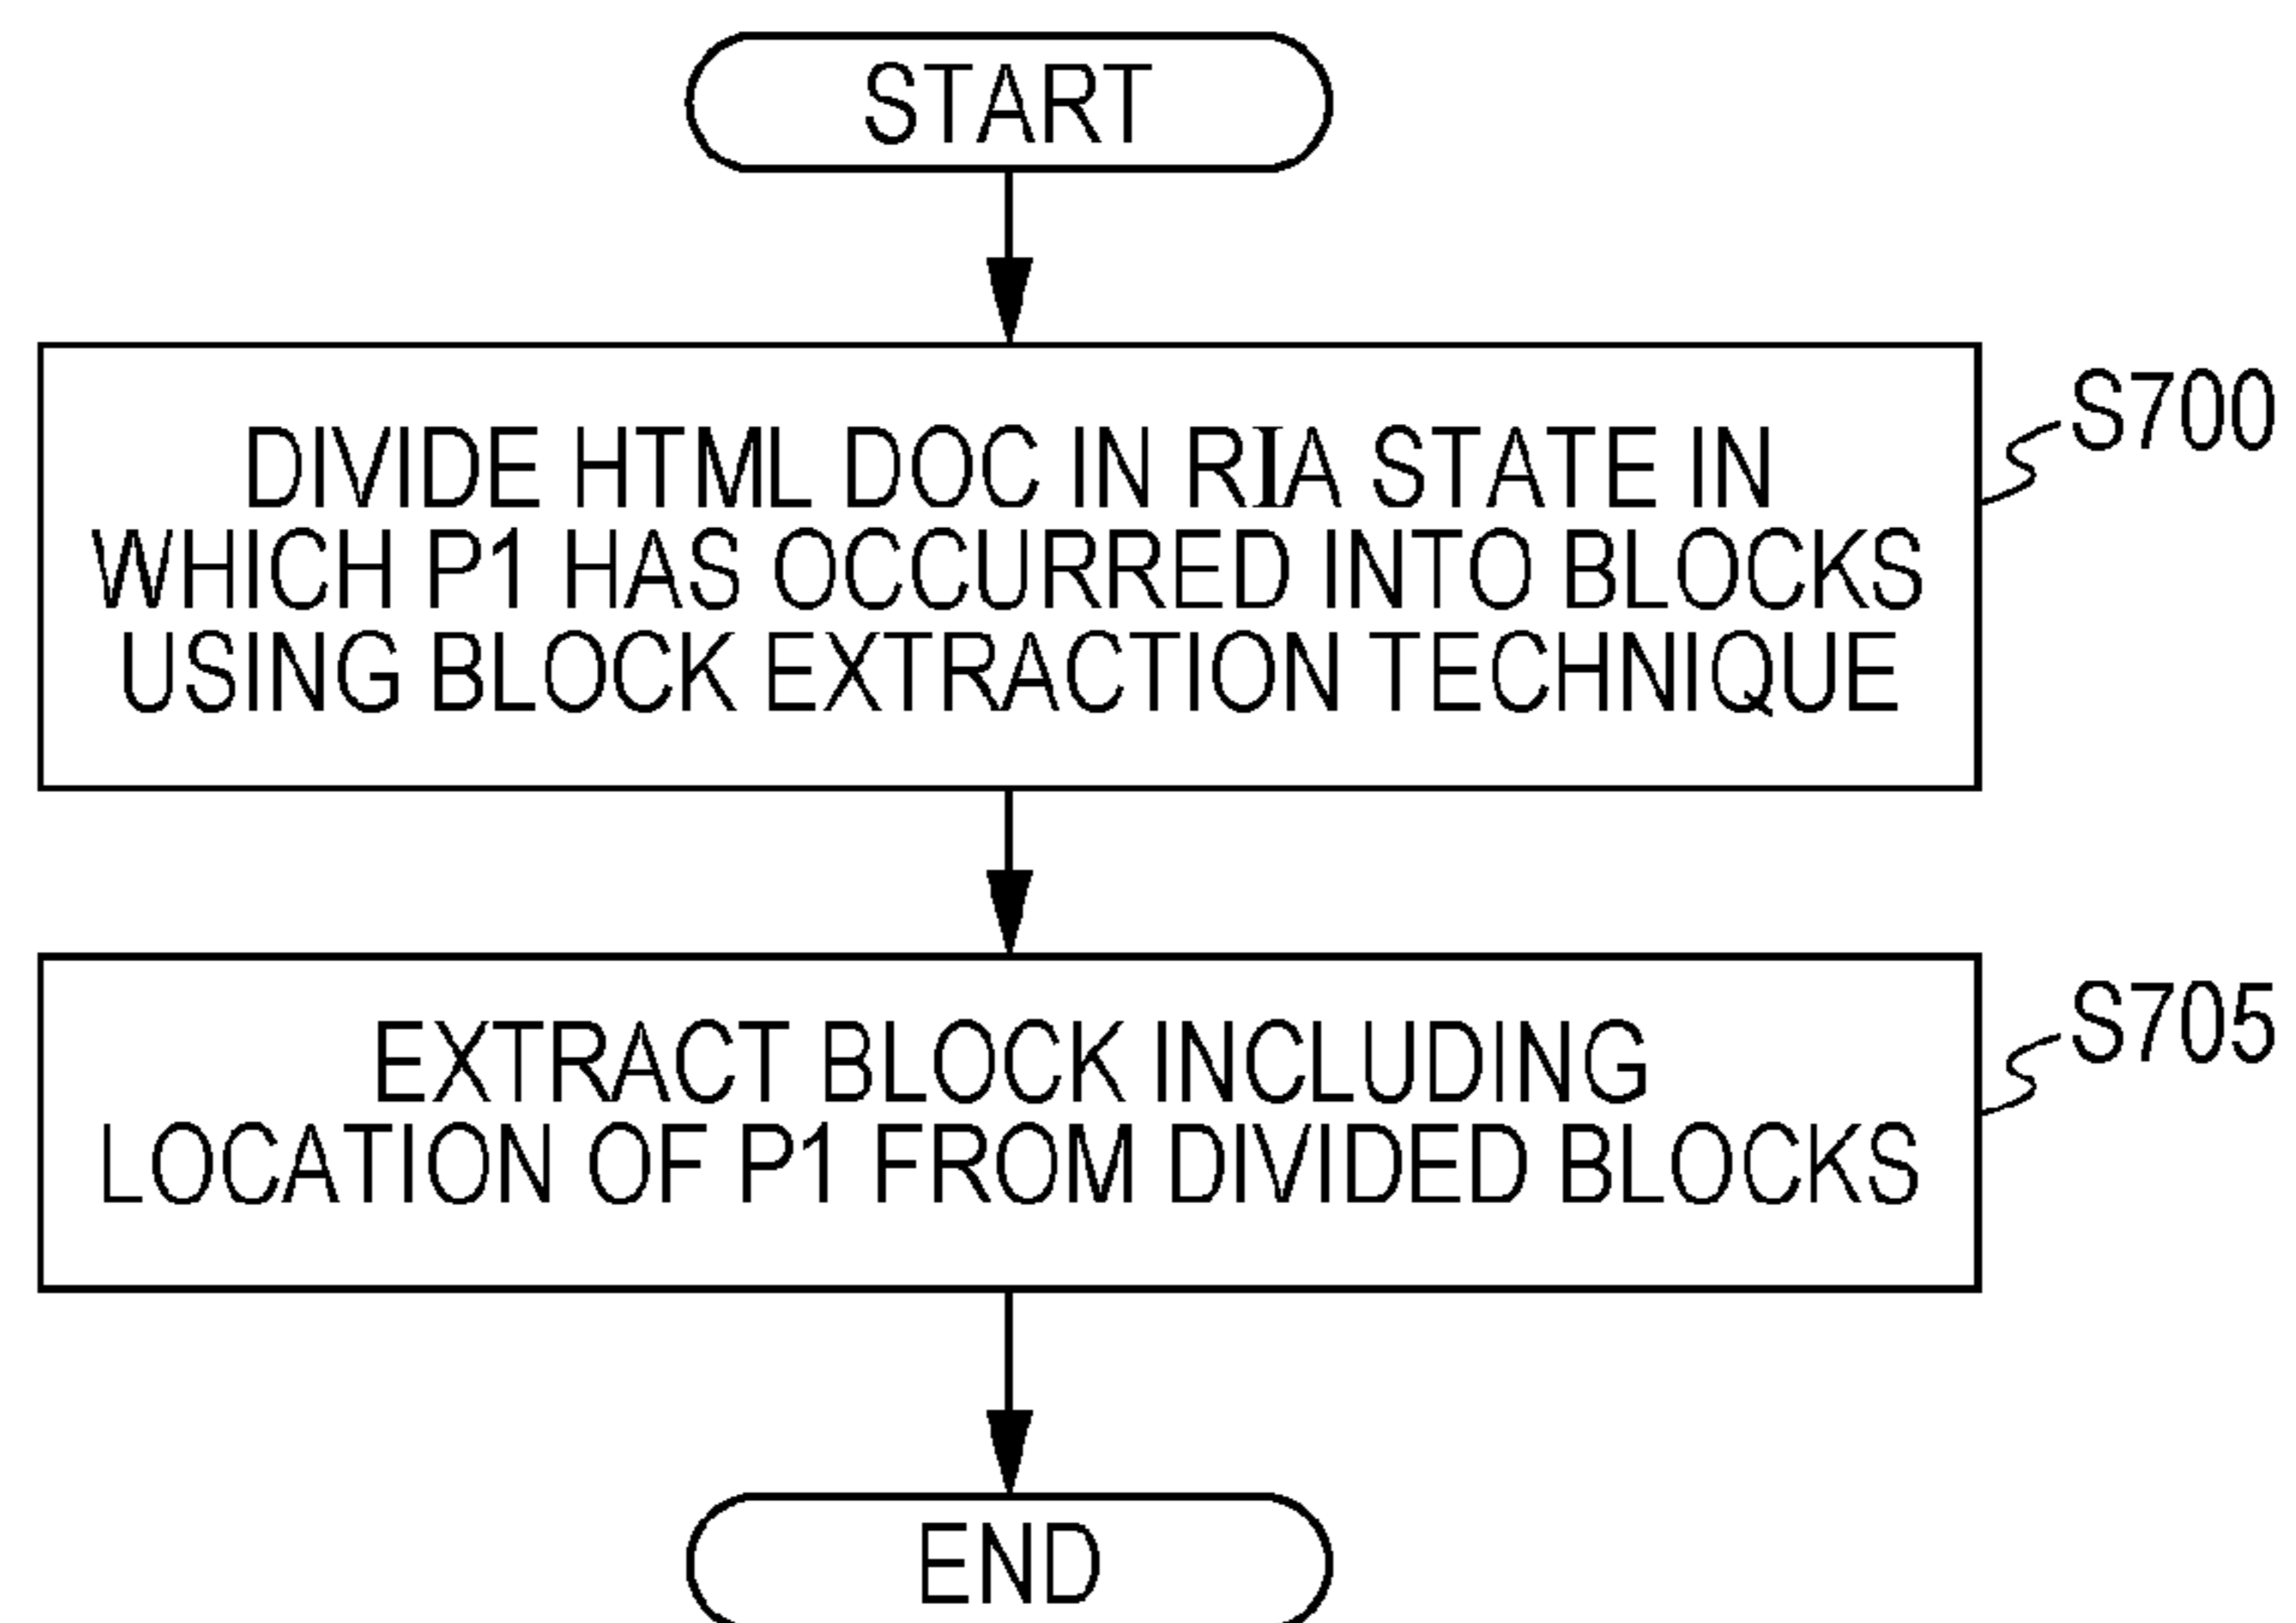 START
DIVIDE HTML DOC IN RIA STATE IN
WHICH P1 HAS OCCURRED INTO BLOCKS
USING BLOCK EXTRACTION TECHNIQUE
S700
EXTRACT BLOCK INCLUDING
LOCATION OF P1 FROM DIVIDED BLOCKS
S705
END